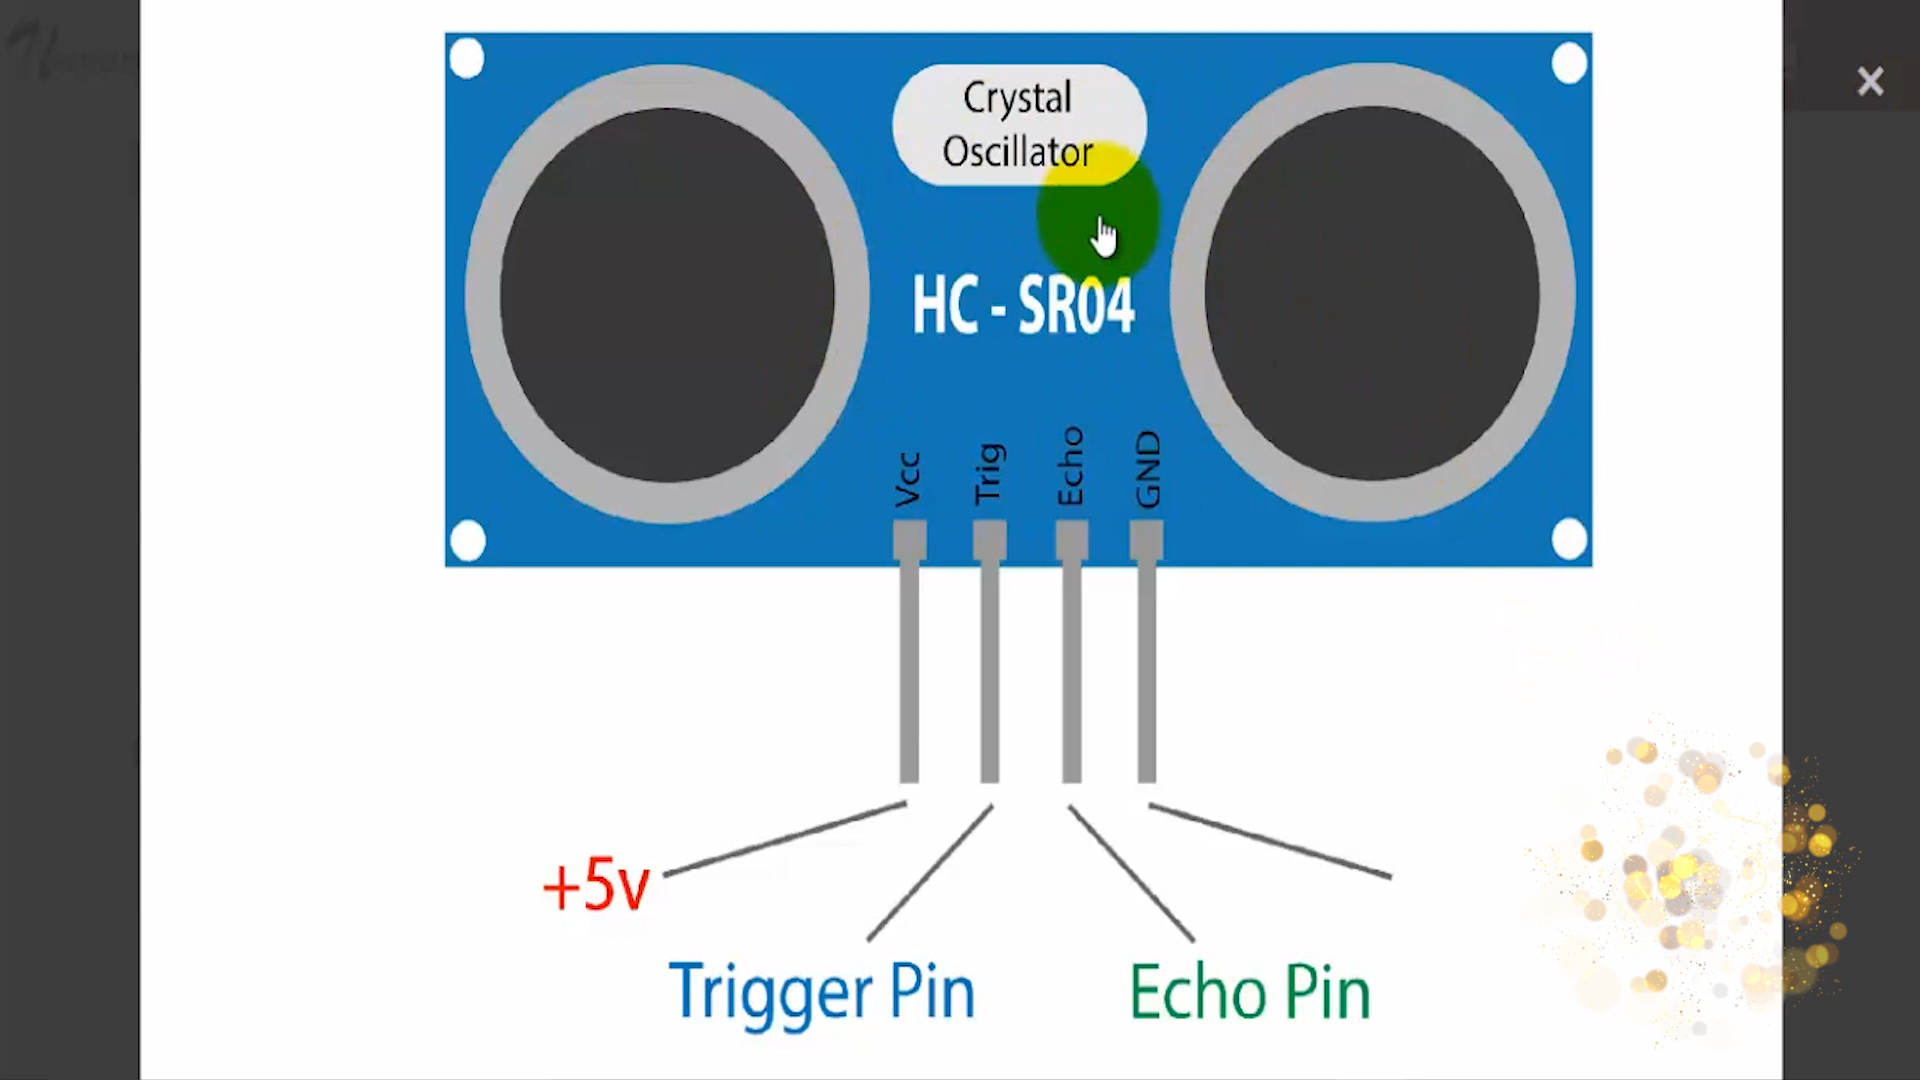 Crystal
Oscillator
HC - SR04
Vcc
Trig
Echo
GND
+5v
Trigger Pin
Echo Pin